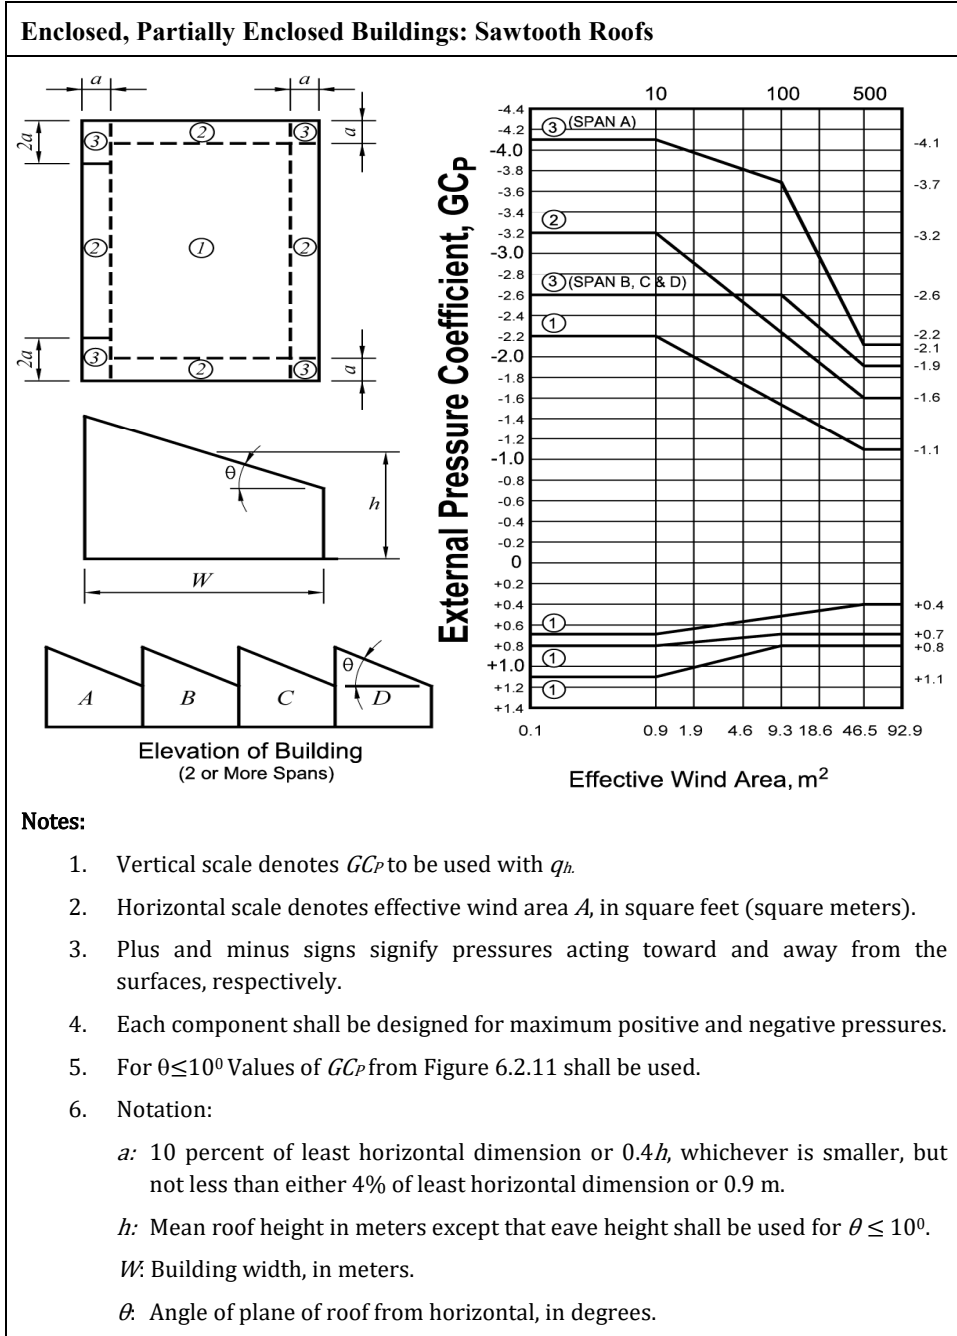 Enclosed, Partially Enclosed Buildings: Sawtooth Roofs
a
a
3
2
3
a
2a
2
1
2
2a
3
2
3
a
θ
h
W
A
B
C
D
θ
Elevation of Building
(2 or More Spans)
10 100 500
External Pressure Coefficient, GCP
-4.4
-4.2
-4.0
-3.8
-3.6
-3.4
-3.2
-3.0
-2.8
-2.6
-2.4
-2.2
-2.0
-1.8
-1.6
-1.4
-1.2
-1.0
-0.8
-0.6
-0.4
-0.2
0
+0.2
+0.4
+0.6
+0.8
+1.0
+1.2
+1.4
3 (SPAN A)
2
3 (SPAN B, C & D)
1
1
1
1
-4.1
-3.7
-3.2
-2.6
-2.2
-2.1
-1.9
-1.6
-1.1
+0.4
+0.7
+0.8
+1.1
0.1 0.9 1.9 4.6 9.3 18.6 46.5 92.9
Effective Wind Area, m²
Notes:
1. Vertical scale denotes GCP to be used with qh.
2. Horizontal scale denotes effective wind area A, in square feet (square meters).
3. Plus and minus signs signify pressures acting toward and away from the
surfaces, respectively.
4. Each component shall be designed for maximum positive and negative pressures.
5. For θ≤10⁰ Values of GCP from Figure 6.2.11 shall be used.
6. Notation:
a: 10 percent of least horizontal dimension or 0.4h, whichever is smaller, but
not less than either 4% of least horizontal dimension or 0.9 m.
h: Mean roof height in meters except that eave height shall be used for θ ≤ 10⁰.
W: Building width, in meters.
θ: Angle of plane of roof from horizontal, in degrees.